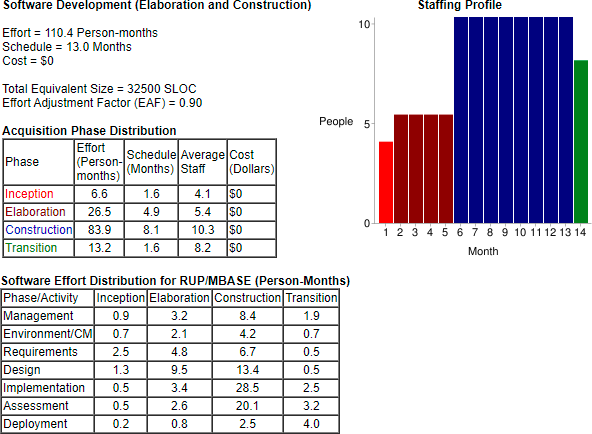 Software Development (Elaboration and Construction)
Effort = 110.4 Person-months
Schedule = 13.0 Months
Cost = $0
Total Equivalent Size = 32500 SLOC
Effort Adjustment Factor (EAF) = 0.90
Acquisition Phase Distribution
Phase Effort (Person-months) Schedule (Months) Average Staff Cost (Dollars)
Inception 6.6 1.6 4.1 $0
Elaboration 26.5 4.9 5.4 $0
Construction 83.9 8.1 10.3 $0
Transition 13.2 1.6 8.2 $0
Software Effort Distribution for RUP/MBASE (Person-Months)
Phase/Activity Inception Elaboration Construction Transition
Management 0.9 3.2 8.4 1.9
Environment/CM 0.7 2.1 4.2 0.7
Requirements 2.5 4.8 6.7 0.5
Design 1.3 9.5 13.4 0.5
Implementation 0.5 3.4 28.5 2.5
Assessment 0.5 2.6 20.1 3.2
Deployment 0.2 0.8 2.5 4.0
Staffing Profile
10
People 5
0
1 2 3 4 5 6 7 8 9 10 11 12 13 14
Month